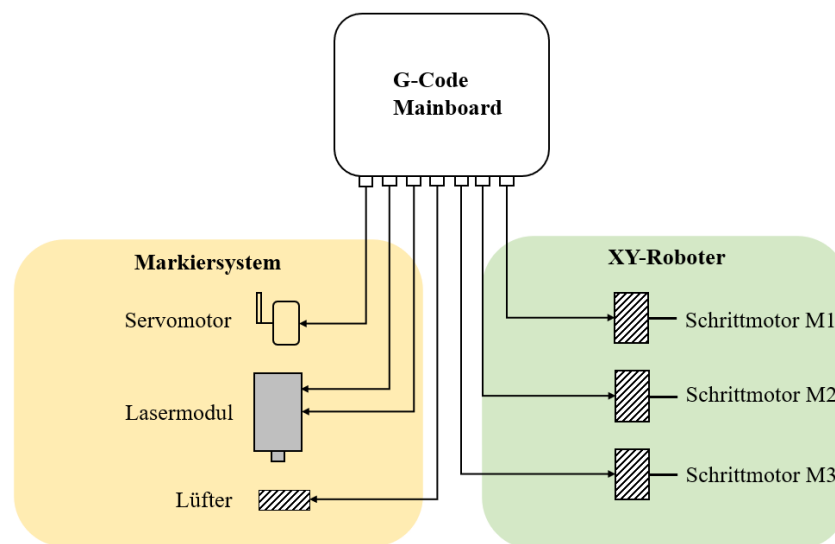 G-Code
Mainboard
Markiersystem
XY-Roboter
Servomotor
Schrittmotor M1
Lasermodul
Schrittmotor M2
Lüfter
Schrittmotor M3